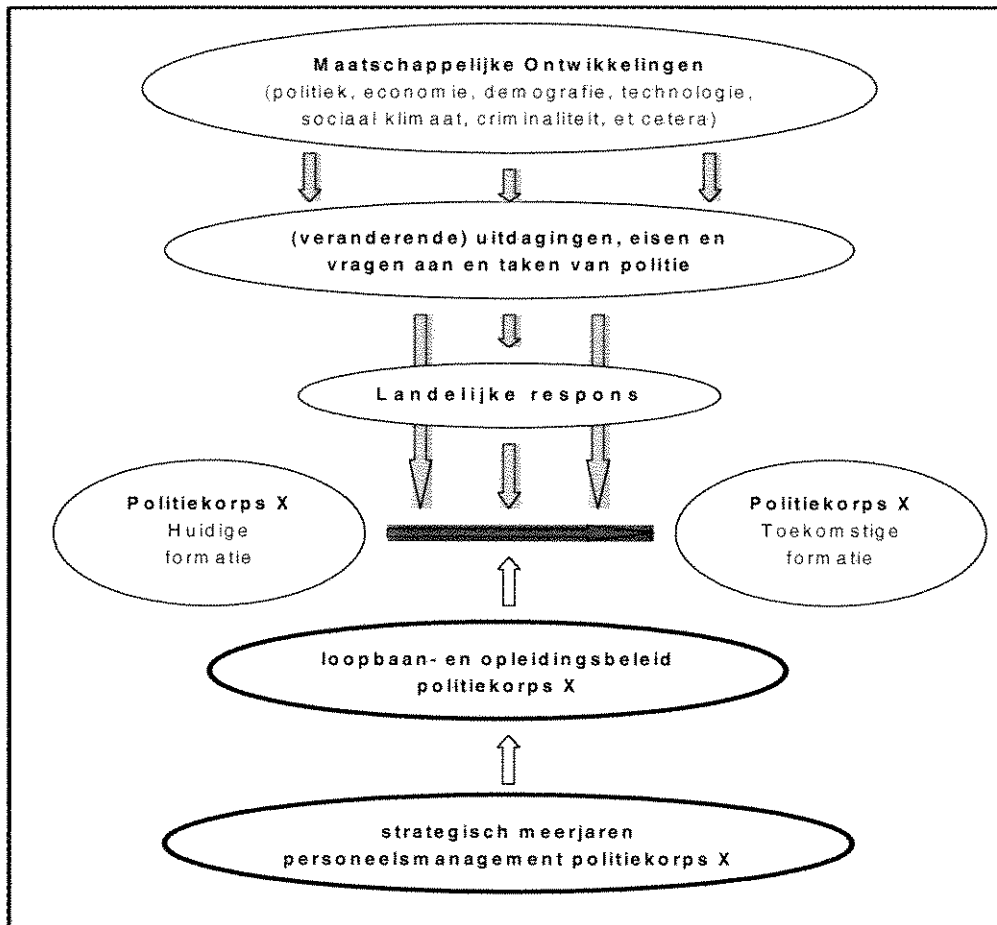 Maatschappelijke Ontwikkelingen
(politiek, economie, demografie, technologie,
sociaal klimaat, criminaliteit, et cetera)
(veranderende) uitdagingen, eisen en
vragen aan en taken van politie
Landelijke respons
Politiekorps X
Huidige
formatie
Politiekorps X
Toekomstige
formatie
loopbaan- en opleidingsbeleid
politiekorps X
strategisch meerjaren
personeelsmanagement politiekorps X